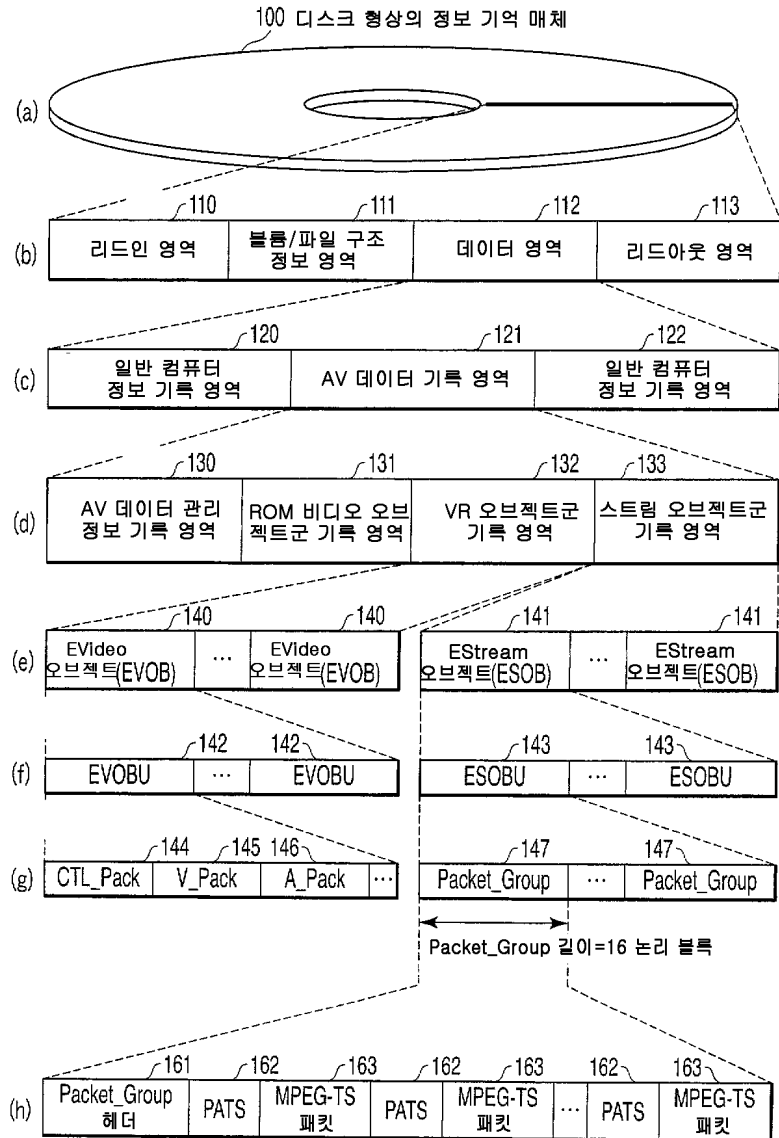 100 디스크 형상의 정보 기억 매체
(a)
110
111
112
113
(b)
리드인 영역
볼륨/파일 구조
정보 영역
데이터 영역
리드아웃 영역
120
121
122
(c)
일반 컴퓨터
정보 기록 영역
AV 데이터 기록 영역
일반 컴퓨터
정보 기록 영역
130
131
132
133
(d)
AV 데이터 관리
정보 기록 영역
ROM 비디오 오브
젝트군 기록 영역
VR 오브젝트군
기록 영역
스트림 오브젝트군
기록 영역
140
140
141
141
(e)
EVideo
오브젝트(EVOB)
...
EVideo
오브젝트(EVOB)
EStream
오브젝트(ESOB)
...
EStream
오브젝트(ESOB)
142
142
143
143
(f)
EVOBU
...
EVOBU
ESOBU
...
ESOBU
144
145
146
147
147
(g)
CTL_Pack
V_Pack
A_Pack
...
Packet_Group
...
Packet_Group
Packet_Group 길이=16 논리 블록
161
162
163
162
163
162
163
(h)
Packet_Group
헤더
PATS
MPEG-TS
패킷
PATS
MPEG-TS
패킷
...
PATS
MPEG-TS
패킷